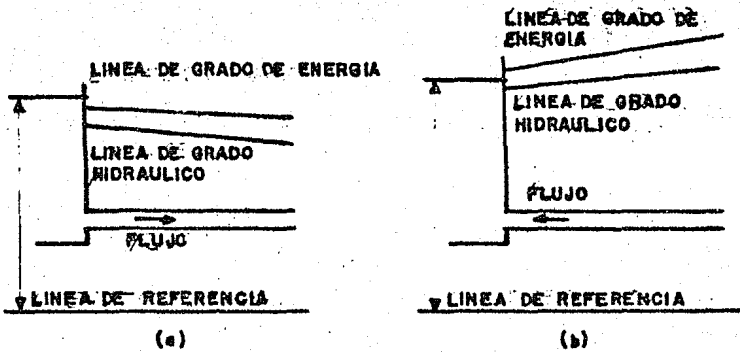 LINEA DE GRADO DE ENERGIA
LINEA DE GRADO
HIDRAULICO
FLUJO
LINEA DE REFERENCIA
(a)
LINEA DE GRADO DE
ENERGIA
LINEA DE GRADO
HIDRAULICO
FLUJO
LINEA DE REFERENCIA
(b)